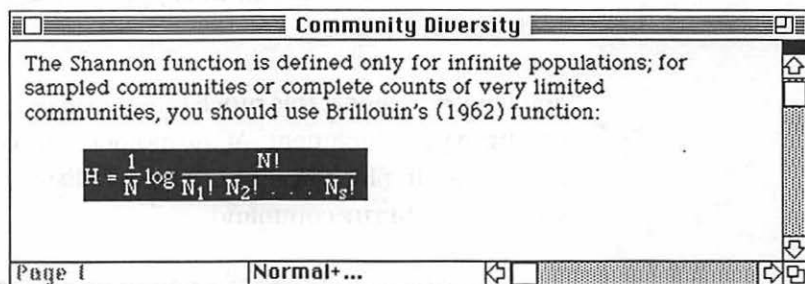 Community Diversity
The Shannon function is defined only for infinite populations; for
sampled communities or complete counts of very limited
communities, you should use Brillouin's (1962) function:
H = 1/N log N! / N₁! N₂! . . . Nₛ!
Page 1
Normal+...